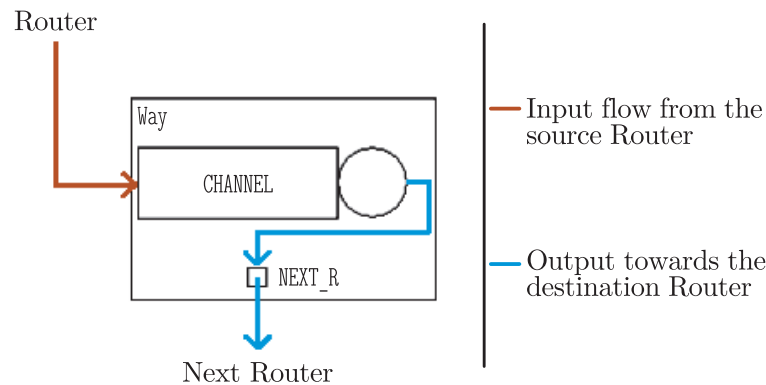 Router
Way
CHANNEL
NEXT_R
Next Router
Input flow from the
source Router
Output towards the
destination Router